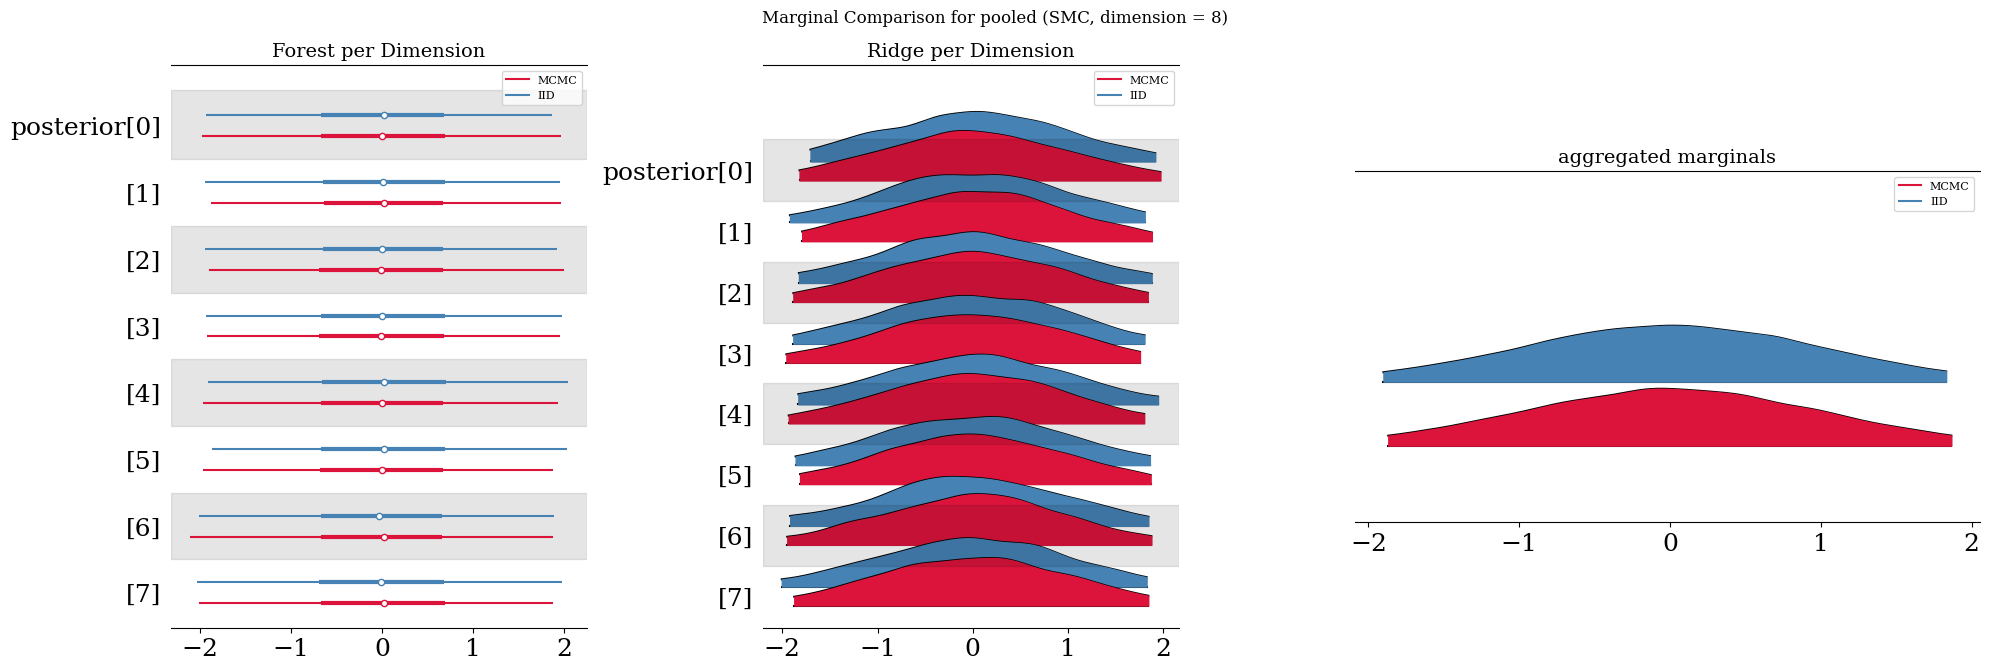 Marginal Comparison for pooled (SMC, dimension = 8)
Forest per Dimension
MCMC
IID
posterior[0]
[1]
[2]
[3]
[4]
[5]
[6]
[7]
−2 −1 0 1 2
Ridge per Dimension
MCMC
IID
posterior[0]
[1]
[2]
[3]
[4]
[5]
[6]
[7]
−2 −1 0 1 2
aggregated marginals
MCMC
IID
−2 −1 0 1 2